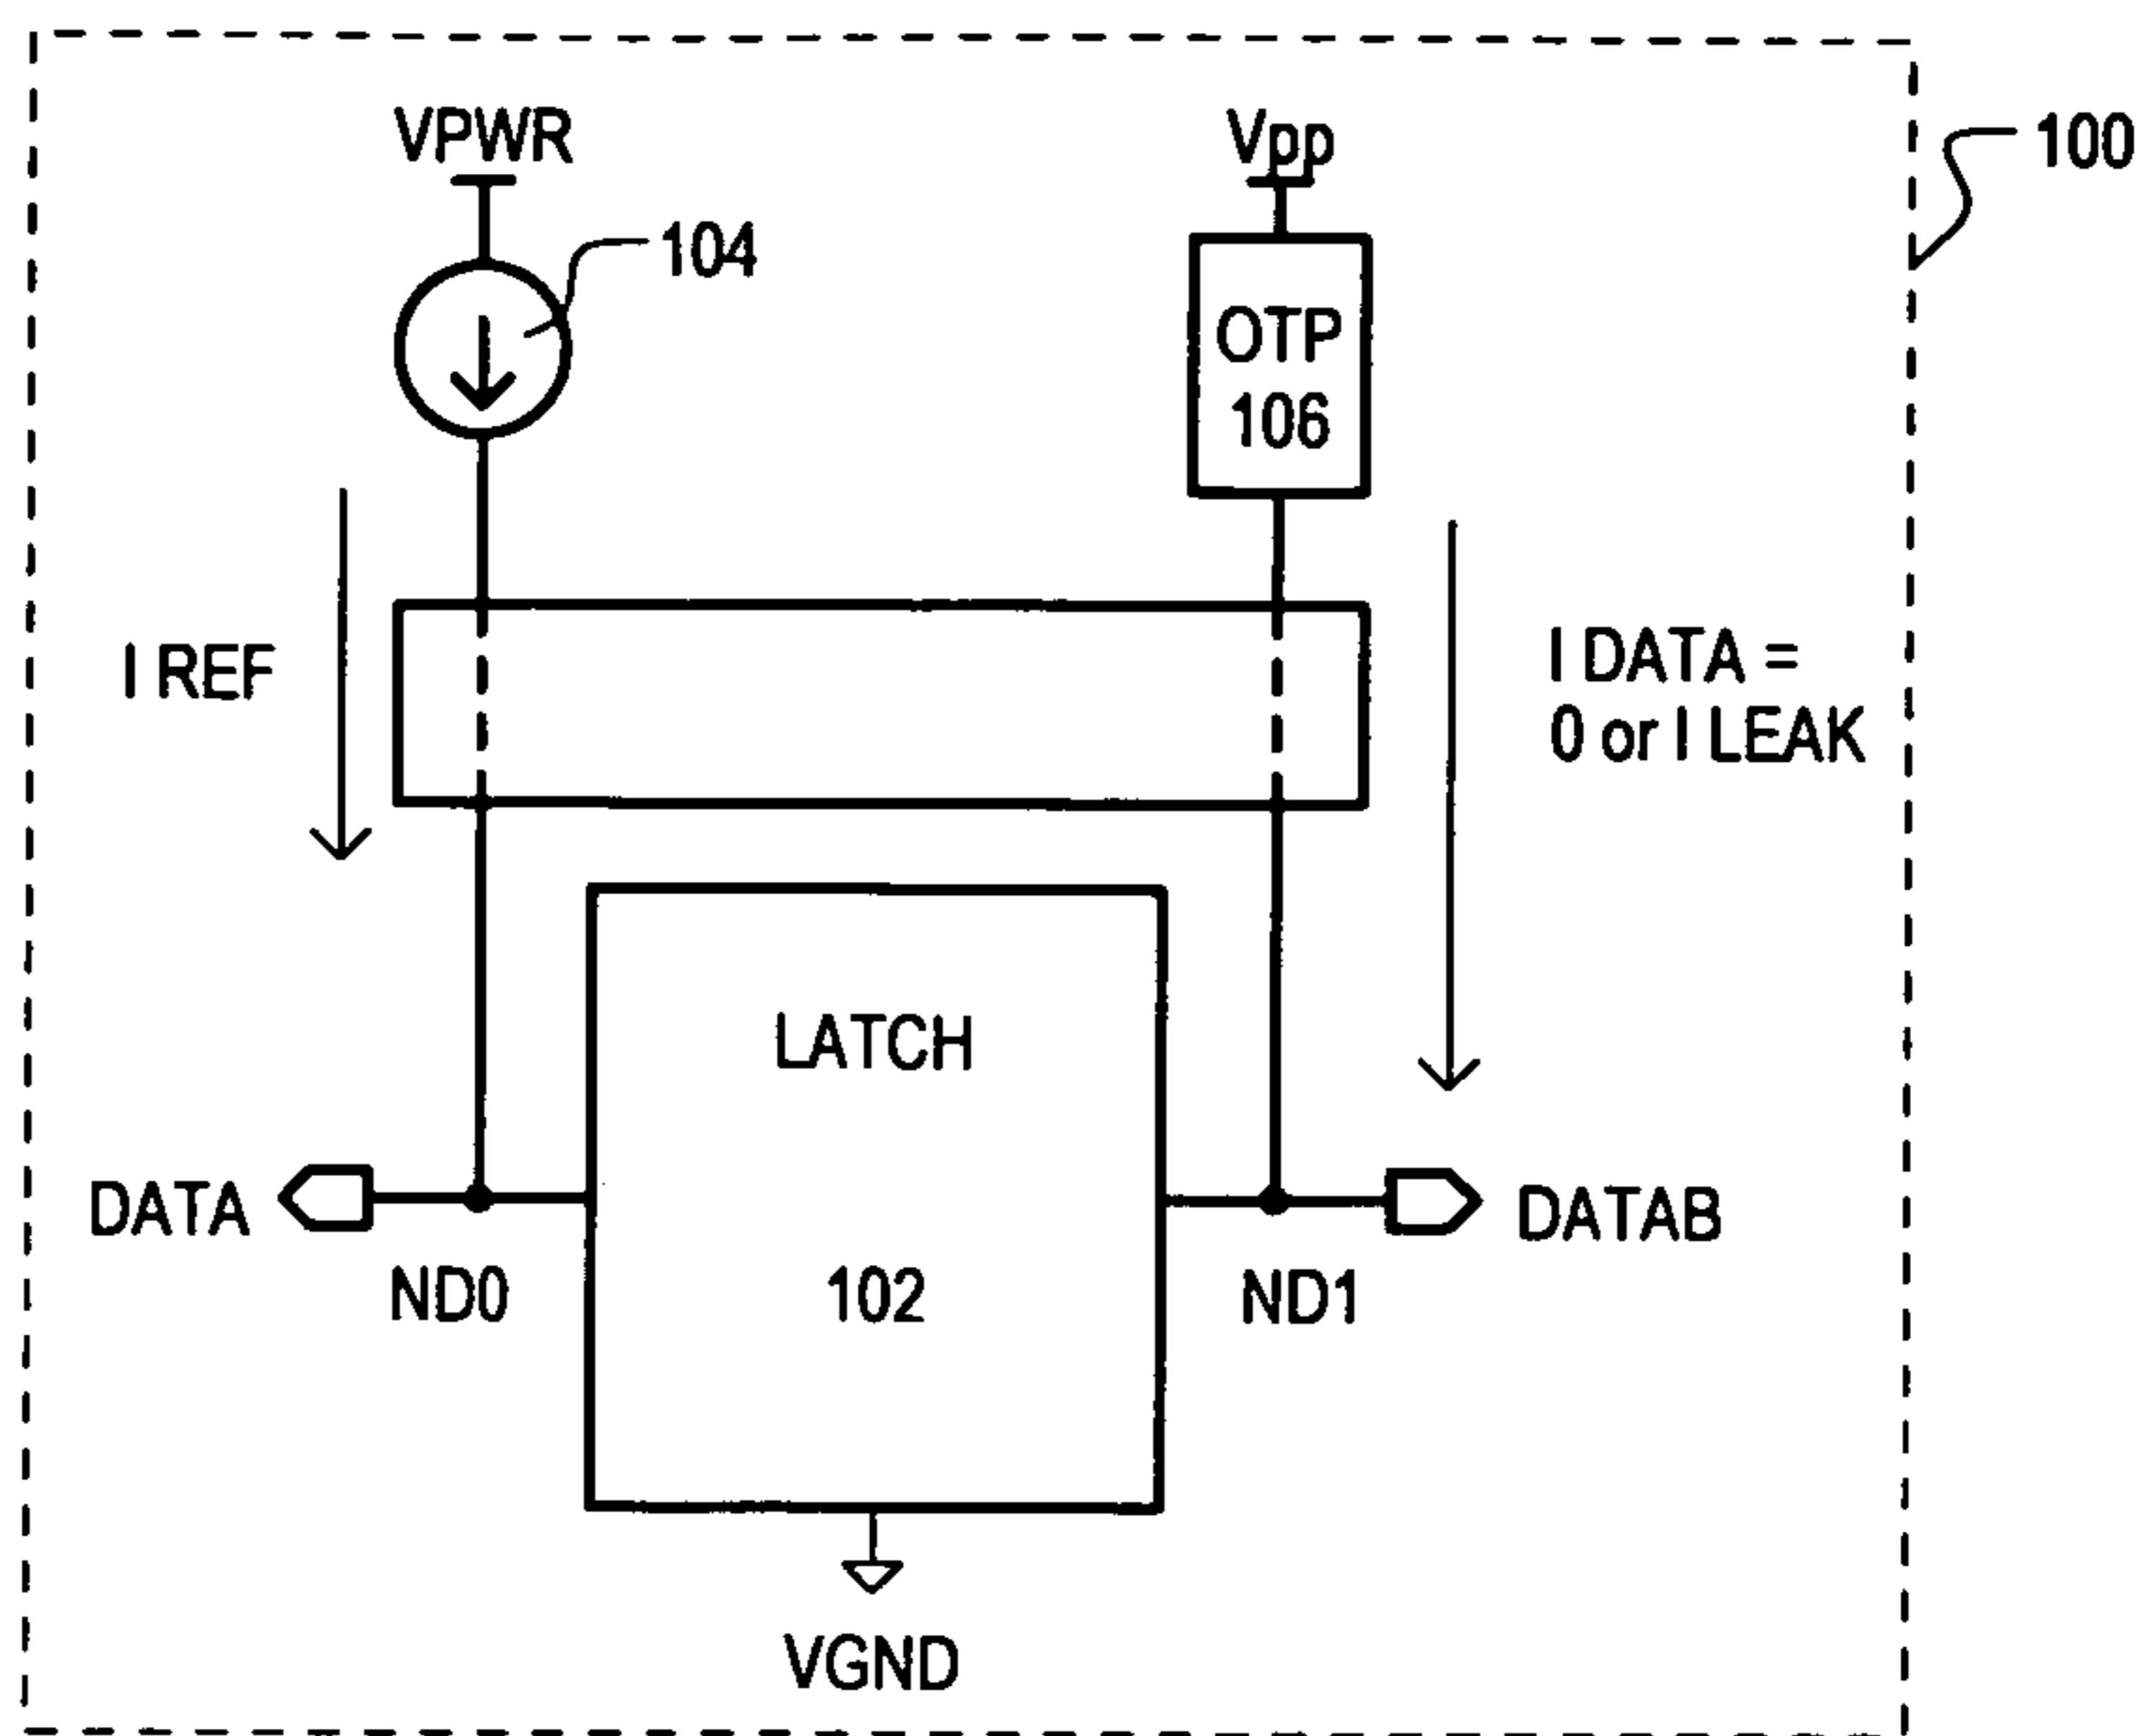 VPWR
Vpp
100
104
OTP
106
I REF
I DATA =
0 or I LEAK
LATCH
DATA
DATAB
ND0
102
ND1
VGND